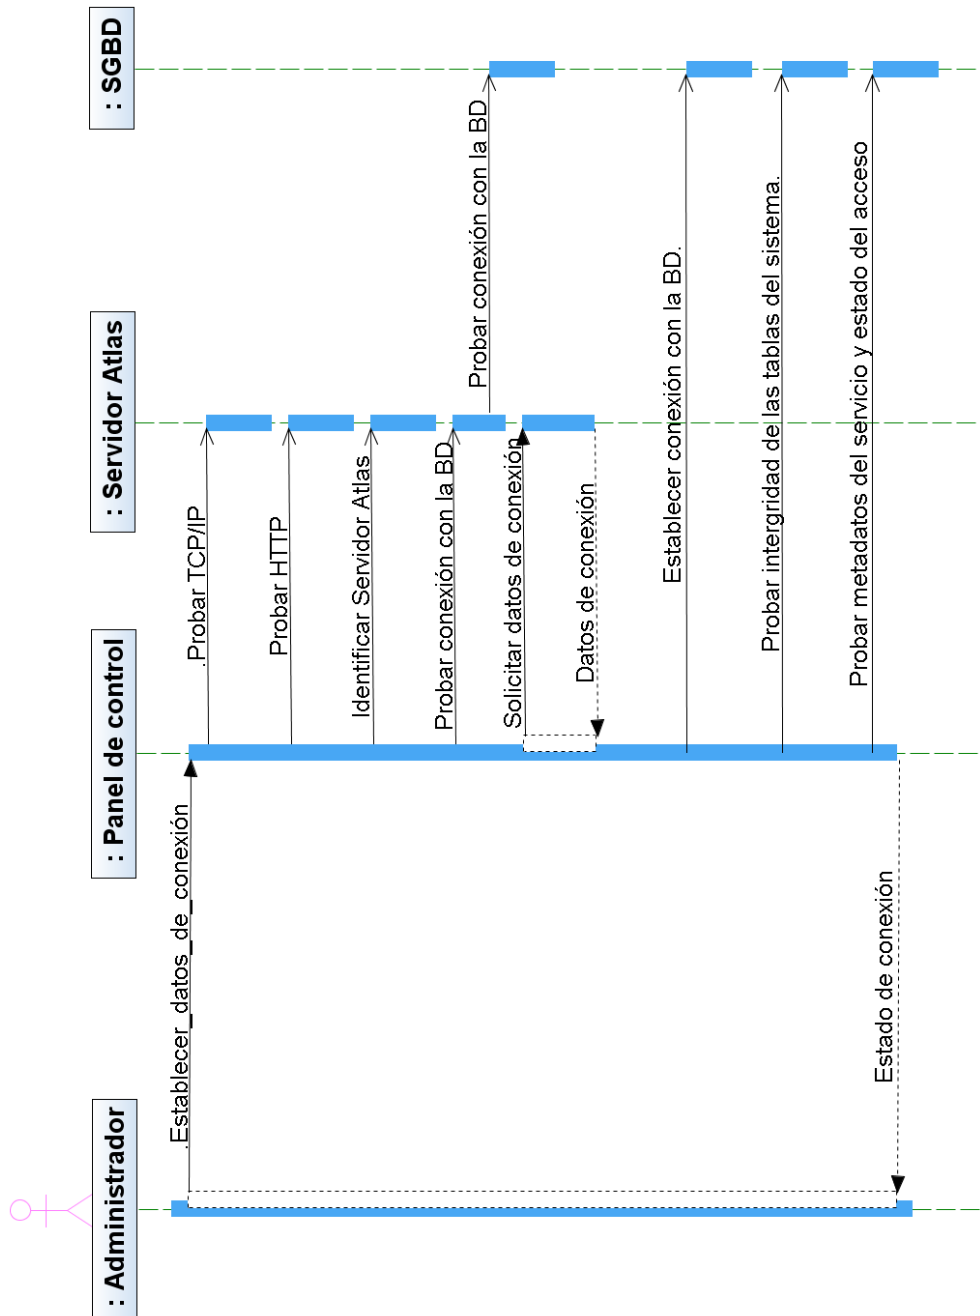 : Administrador
: Panel de control
: Servidor Atlas
: SGBD
.Establecer_datos_de_conexión
.Probar TCP/IP
Probar HTTP
Identificar Servidor Atlas
Probar conexión con la BD
Probar conexión con la BD
Solicitar datos de conexión
Datos de conexión
Establecer conexión con la BD.
Probar intergridad de las tablas del sistema.
Probar metadatos del servicio y estado del acceso
Estado de conexión